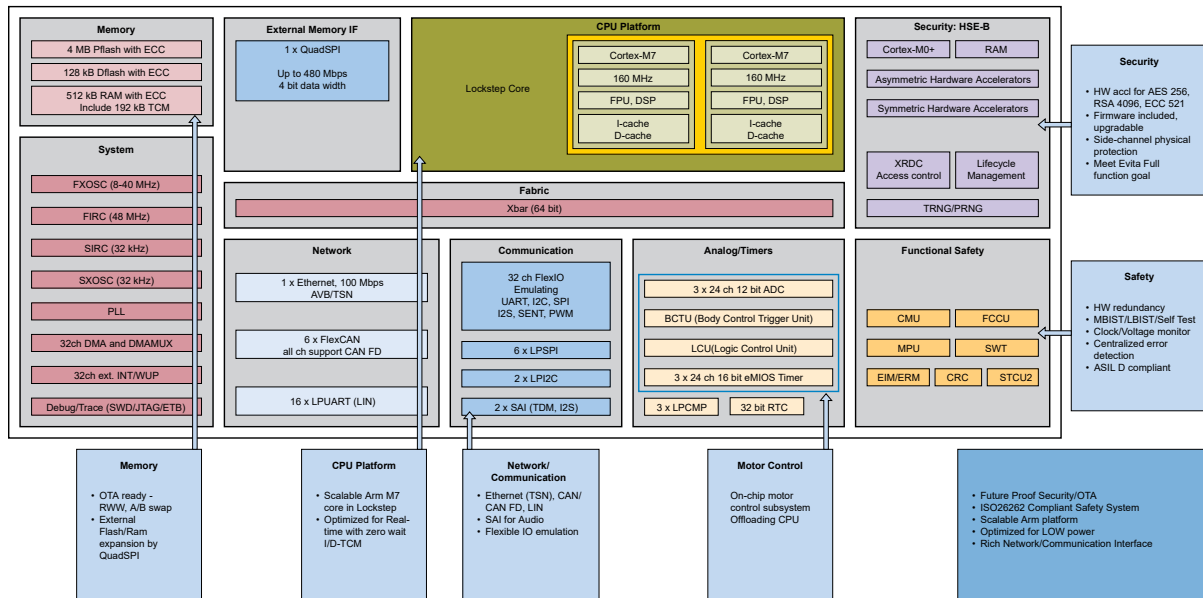 Memory
4 MB Pflash with ECC
128 kB Dflash with ECC
512 kB RAM with ECC
Include 192 kB TCM
External Memory IF
1 x QuadSPI
Up to 480 Mbps
4 bit data width
CPU Platform
Lockstep Core
Cortex-M7
160 MHz
FPU, DSP
I-cache
D-cache
Cortex-M7
160 MHz
FPU, DSP
I-cache
D-cache
Security: HSE-B
Cortex-M0+
RAM
Asymmetric Hardware Accelerators
Symmetric Hardware Accelerators
XRDC
Access control
Lifecycle
Management
TRNG/PRNG
Security
• HW accl for AES 256,
RSA 4096, ECC 521
• Firmware included,
upgradable
• Side-channel physical
protection
• Meet Evita Full
function goal
System
FXOSC (8-40 MHz)
FIRC (48 MHz)
SIRC (32 kHz)
SXOSC (32 kHz)
PLL
32ch DMA and DMAMUX
32ch ext. INT/WUP
Debug/Trace (SWD/JTAG/ETB)
Fabric
Xbar (64 bit)
Network
1 x Ethernet, 100 Mbps
AVB/TSN
6 x FlexCAN
all ch support CAN FD
16 x LPUART (LIN)
Communication
32 ch FlexIO
Emulating
UART, I2C, SPI
I2S, SENT, PWM
6 x LPSPI
2 x LPI2C
2 x SAI (TDM, I2S)
Analog/Timers
3 x 24 ch 12 bit ADC
BCTU (Body Control Trigger Unit)
LCU(Logic Control Unit)
3 x 24 ch 16 bit eMIOS Timer
3 x LPCMP
32 bit RTC
Functional Safety
CMU
FCCU
MPU
SWT
EIM/ERM
CRC
STCU2
Safety
• HW redundancy
• MBIST/LBIST/Self Test
• Clock/Voltage monitor
• Centralized error
detection
• ASIL D compliant
Memory
• OTA ready -
RWW, A/B swap
• External
Flash/Ram
expansion by
QuadSPI
CPU Platform
• Scalable Arm M7
core in Lockstep
• Optimized for Real-
time with zero wait
I/D-TCM
Network/
Communication
• Ethernet (TSN), CAN/
CAN FD, LIN
• SAI for Audio
• Flexible IO emulation
Motor Control
On-chip motor
control subsystem
Offloading CPU
• Future Proof Security/OTA
• ISO26262 Compliant Safety System
• Scalable Arm platform
• Optimized for LOW power
• Rich Network/Communication Interface